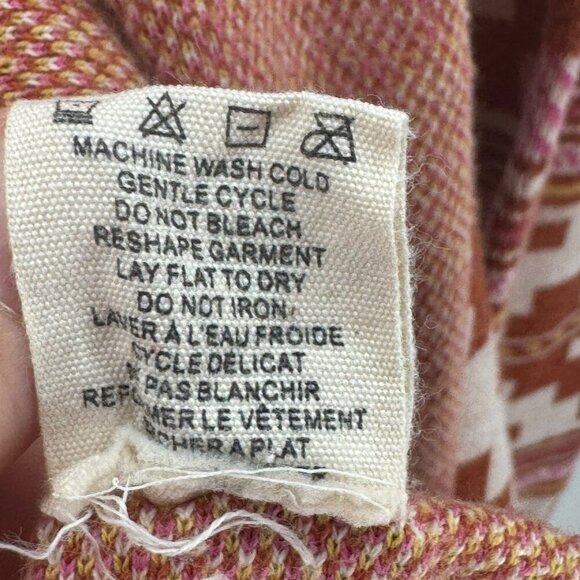 MACHINE WASH COLD
GENTLE CYCLE
DO NOT BLEACH
RESHAPE GARMENT
LAY FLAT TO DRY
DO NOT IRON
LAVER À L'EAU FROIDE
CYCLE DÉLICAT
PAS BLANCHIR
LE VÊTEMENT
A PLAT